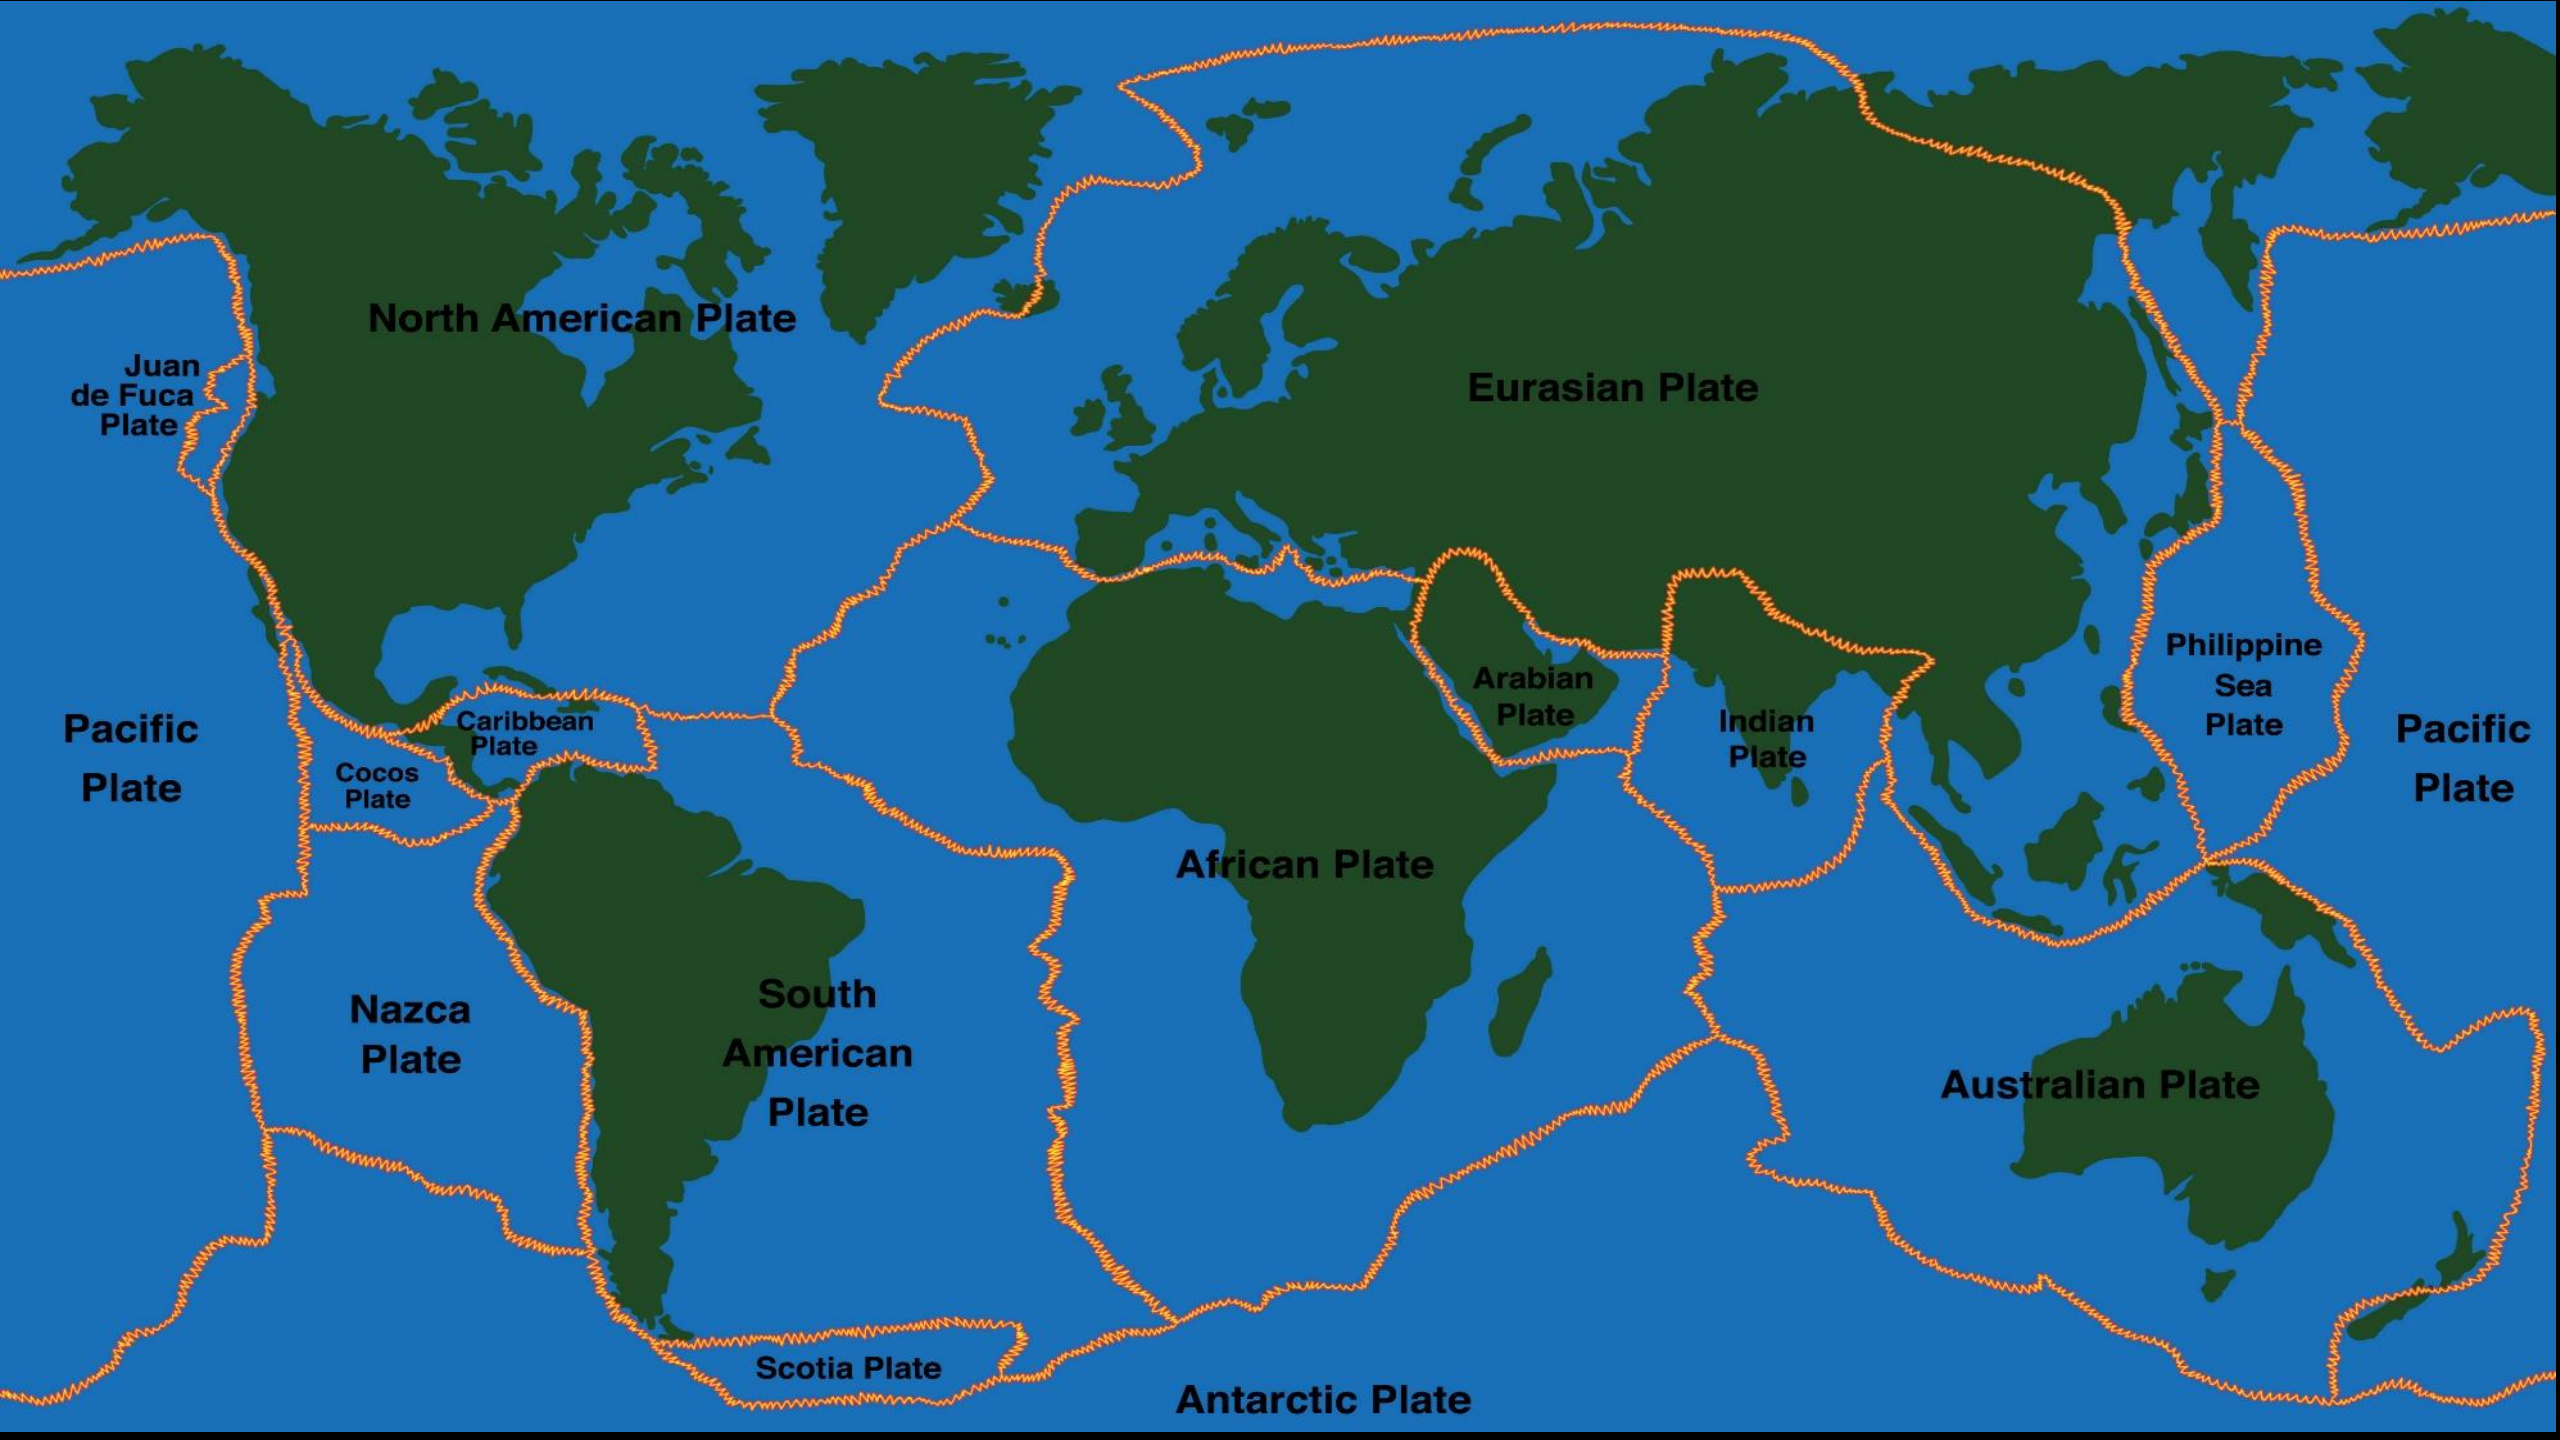 North American Plate
Juan
de Fuca
Plate
Eurasian Plate
Pacific
Plate
Caribbean
Plate
Cocos
Plate
Arabian
Plate
Indian
Plate
Philippine
Sea
Plate
Pacific
Plate
African Plate
Nazca
Plate
South
American
Plate
Australian Plate
Scotia Plate
Antarctic Plate